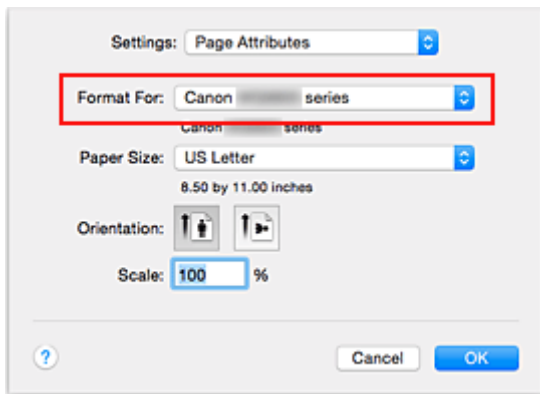 Settings: Page Attributes
Format For: Canon series
Canon series
Paper Size: US Letter
8.50 by 11.00 inches
Orientation:
Scale: 100 %
? Cancel OK